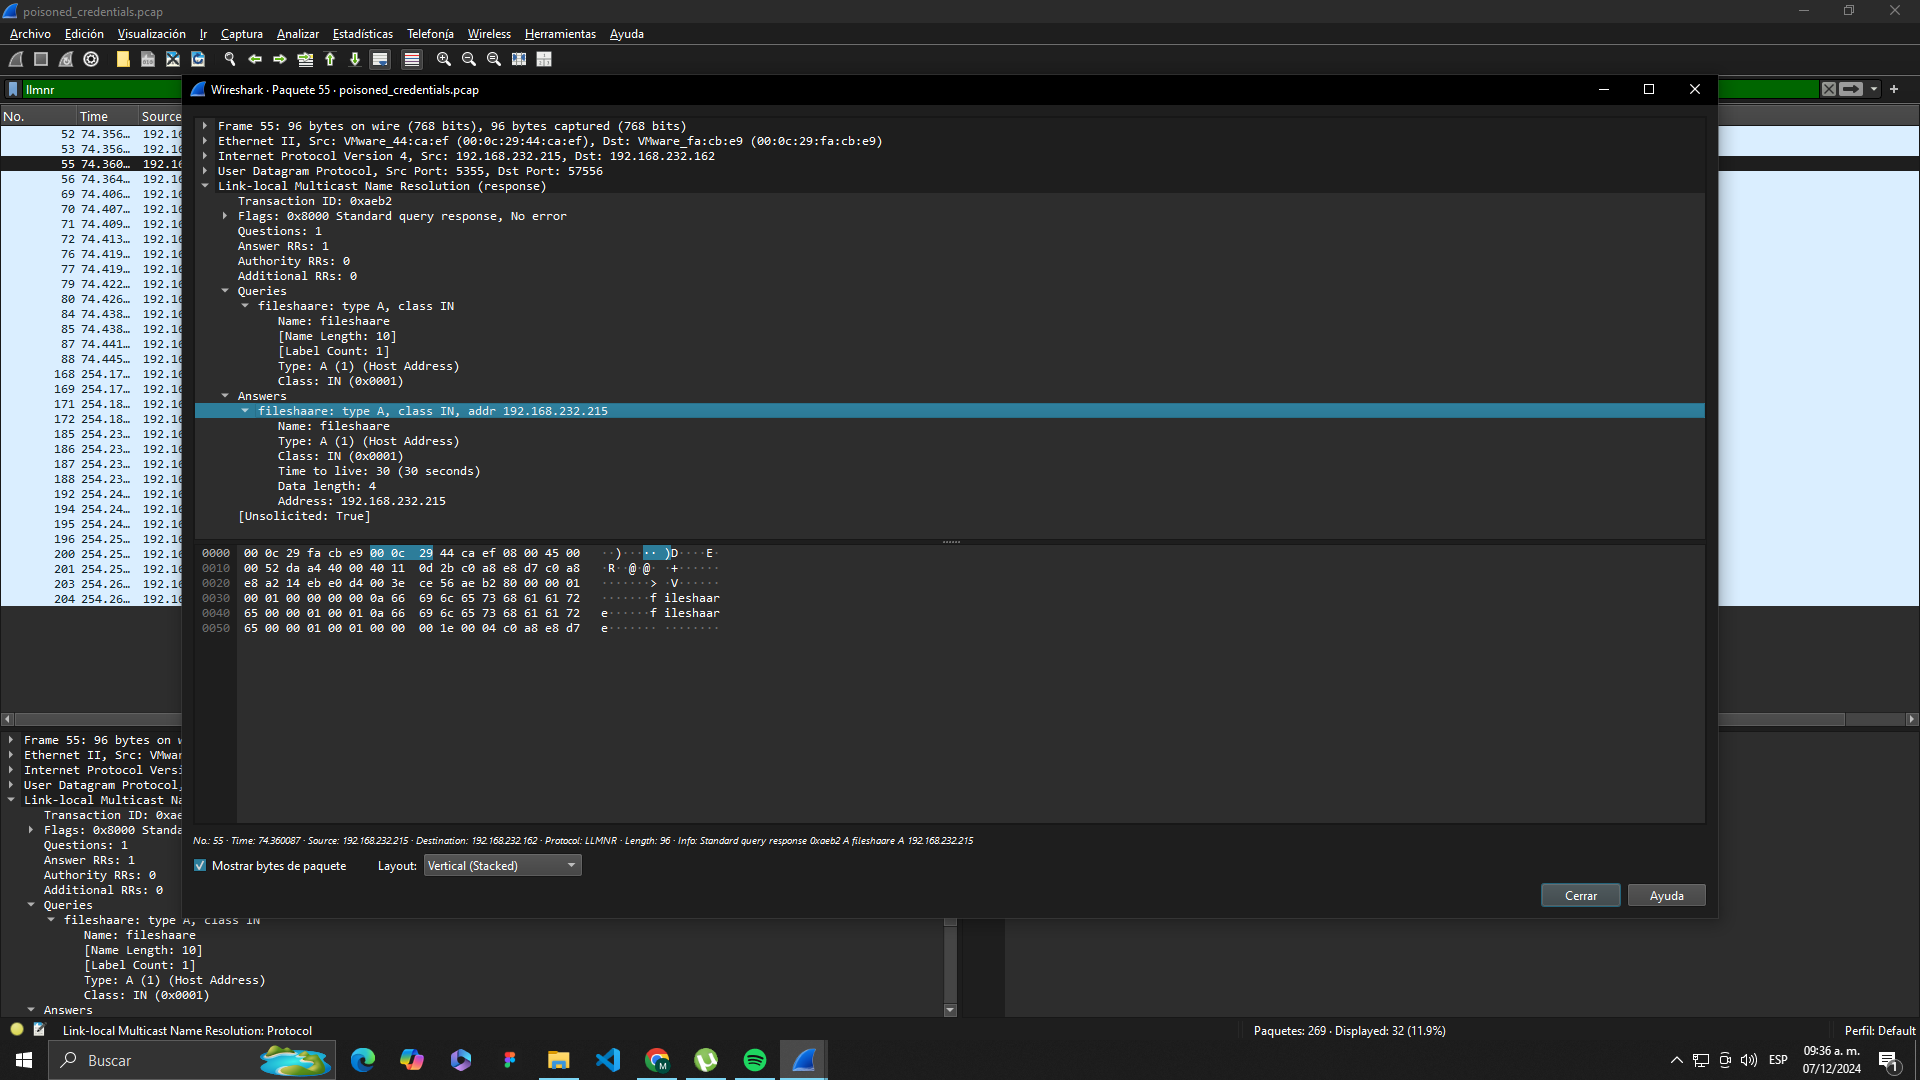 poisoned_credentials.pcap
Archivo Edición Visualización Ir Captura Analizar Estadísticas Telefonía Wireless Herramientas Ayuda
llmnr
Wireshark · Paquete 55 · poisoned_credentials.pcap
No. Time Source
52 74.356… 192.16
53 74.356… 192.16
55 74.360… 192.16
56 74.364… 192.16
69 74.406… 192.16
70 74.407… 192.16
71 74.409… 192.16
72 74.413… 192.16
76 74.419… 192.16
77 74.419… 192.16
79 74.422… 192.16
80 74.426… 192.16
84 74.438… 192.16
85 74.438… 192.16
87 74.441… 192.16
88 74.445… 192.16
168 254.17… 192.16
169 254.17… 192.16
171 254.18… 192.16
172 254.18… 192.16
185 254.23… 192.16
186 254.23… 192.16
187 254.23… 192.16
188 254.23… 192.16
192 254.24… 192.16
194 254.24… 192.16
195 254.24… 192.16
196 254.25… 192.16
200 254.25… 192.16
201 254.25… 192.16
203 254.26… 192.16
204 254.26… 192.16
Frame 55: 96 bytes on wire (768 bits), 96 bytes captured (768 bits)
Ethernet II, Src: VMware_44:ca:ef (00:0c:29:44:ca:ef), Dst: VMware_fa:cb:e9 (00:0c:29:fa:cb:e9)
Internet Protocol Version 4, Src: 192.168.232.215, Dst: 192.168.232.162
User Datagram Protocol, Src Port: 5355, Dst Port: 57556
Link-local Multicast Name Resolution (response)
Transaction ID: 0xaeb2
Flags: 0x8000 Standard query response, No error
Questions: 1
Answer RRs: 1
Authority RRs: 0
Additional RRs: 0
Queries
fileshaare: type A, class IN
Name: fileshaare
[Name Length: 10]
[Label Count: 1]
Type: A (1) (Host Address)
Class: IN (0x0001)
Answers
fileshaare: type A, class IN, addr 192.168.232.215
Name: fileshaare
Type: A (1) (Host Address)
Class: IN (0x0001)
Time to live: 30 (30 seconds)
Data length: 4
Address: 192.168.232.215
[Unsolicited: True]
0000 00 0c 29 fa cb e9 00 0c 29 44 ca ef 08 00 45 00 ··)····· )D····E·
0010 00 52 da a4 40 00 40 11 0d 2b c0 a8 e8 d7 c0 a8 ·R··@·@· ·+······
0020 e8 a2 14 eb e0 d4 00 3e ce 56 ae b2 80 00 00 01 ·······> ·V······
0030 00 01 00 00 00 00 0a 66 69 6c 65 73 68 61 61 72 ·······f ileshaar
0040 65 00 00 01 00 01 0a 66 69 6c 65 73 68 61 61 72 e······f ileshaar
0050 65 00 00 01 00 01 00 00 00 1e 00 04 c0 a8 e8 d7 e······· ········
No.: 55 · Time: 74.360087 · Source: 192.168.232.215 · Destination: 192.168.232.162 · Protocol: LLMNR · Length: 96 · Info: Standard query response 0xaeb2 A fileshaare A 192.168.232.215
Mostrar bytes de paquete Layout: Vertical (Stacked)
Cerrar Ayuda
Frame 55: 96 bytes on w
Ethernet II, Src: VMwar
Internet Protocol Versi
User Datagram Protocol,
Link-local Multicast Na
Transaction ID: 0xae
Flags: 0x8000 Standa
Questions: 1
Answer RRs: 1
Authority RRs: 0
Additional RRs: 0
Queries
fileshaare: type A, class IN
Name: fileshaare
[Name Length: 10]
[Label Count: 1]
Type: A (1) (Host Address)
Class: IN (0x0001)
Answers
Link-local Multicast Name Resolution: Protocol Paquetes: 269 · Displayed: 32 (11.9%) Perfil: Default
Buscar
M
ESP
09:36 a. m.
07/12/2024
1